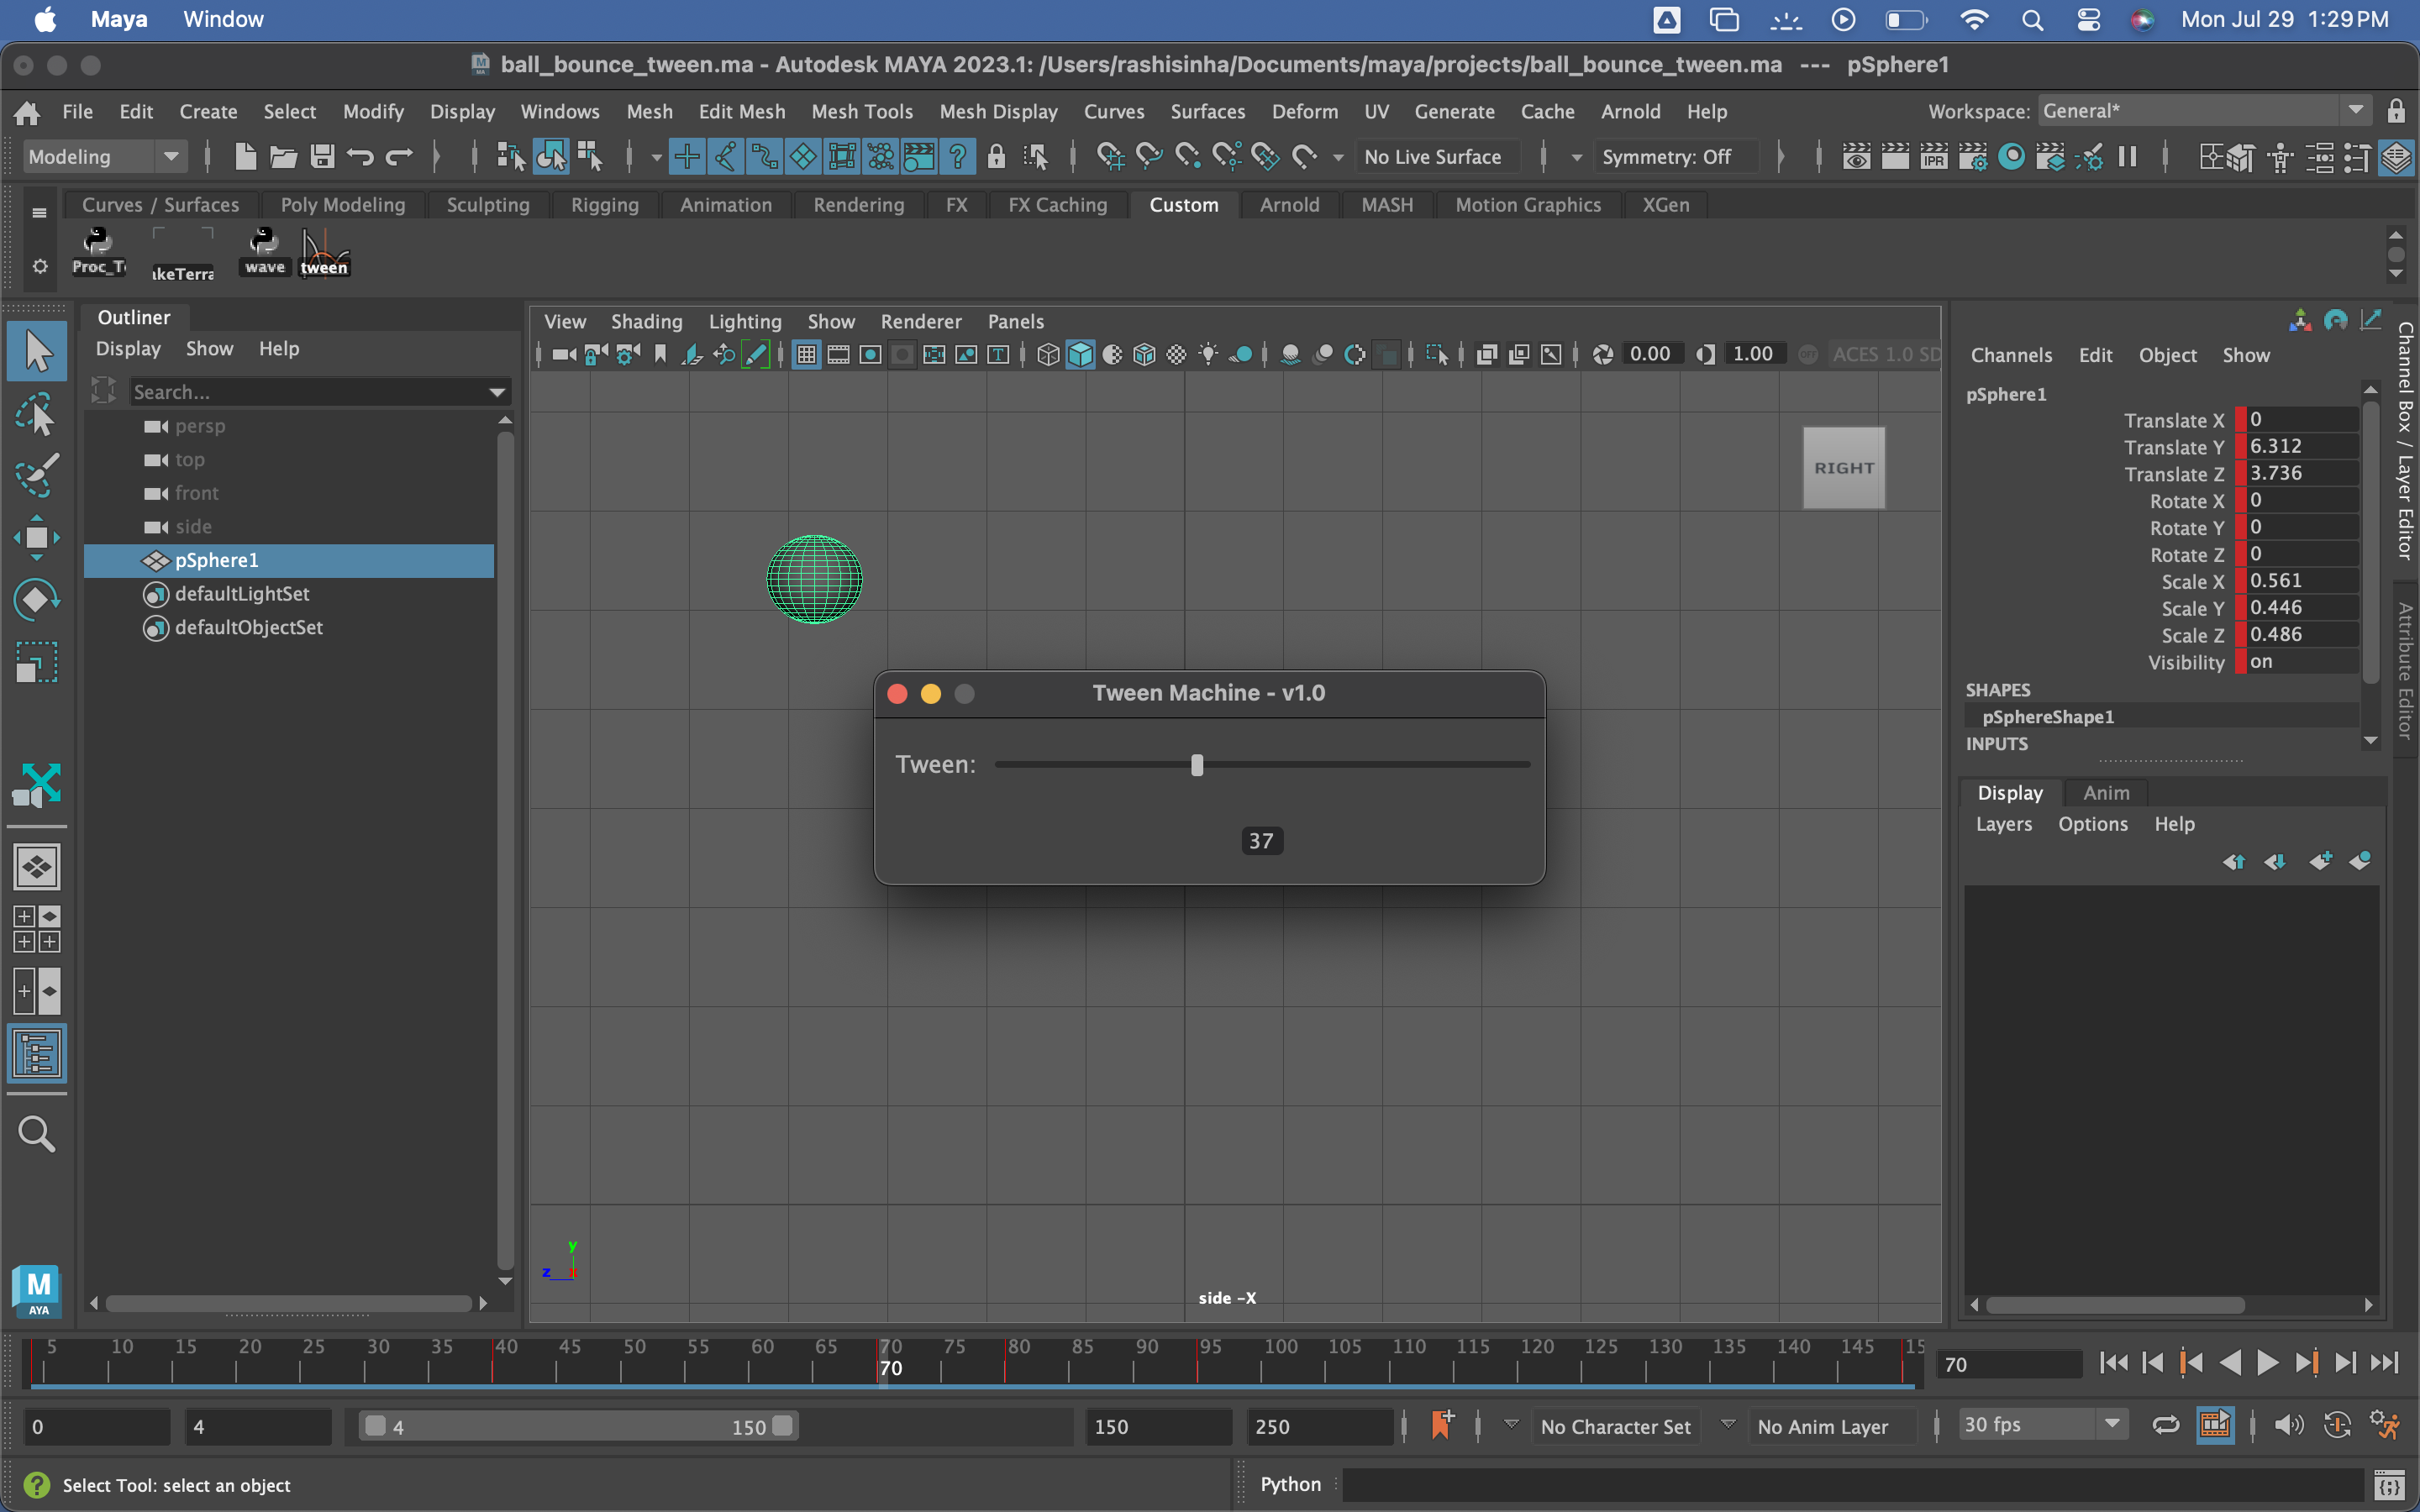 Maya Window Mon Jul 29 1:29 PM
ball_bounce_tween.ma - Autodesk MAYA 2023.1: /Users/rashisinha/Documents/maya/projects/ball_bounce_tween.ma --- pSphere1
File Edit Create Select Modify Display Windows Mesh Edit Mesh Mesh Tools Mesh Display Curves Surfaces Deform UV Generate Cache Arnold Help Workspace: General*
Modeling No Live Surface Symmetry: Off IPR
Curves / Surfaces Poly Modeling Sculpting Rigging Animation Rendering FX FX Caching Custom Arnold MASH Motion Graphics XGen
Proc_T ikeTerra wave tween
Outliner
Display Show Help
Search...
persp
top
front
side
pSphere1
defaultLightSet
defaultObjectSet
View Shading Lighting Show Renderer Panels
0.00 1.00 ACES 1.0 SD
RIGHT
Tween Machine - v1.0
Tween:
37
y
z x
side -X
Channels Edit Object Show
pSphere1
Translate X 0
Translate Y 6.312
Translate Z 3.736
Rotate X 0
Rotate Y 0
Rotate Z 0
Scale X 0.561
Scale Y 0.446
Scale Z 0.486
Visibility on
SHAPES
pSphereShape1
INPUTS
Channel Box / Layer Editor
Attribute Editor
Display Anim
Layers Options Help
M
AYA
5 10 15 20 25 30 35 40 45 50 55 60 65 70 75 80 85 90 95 100 105 110 115 120 125 130 135 140 145 15
70
70
0 4 4 150 150 250 No Character Set No Anim Layer 30 fps
Select Tool: select an object Python